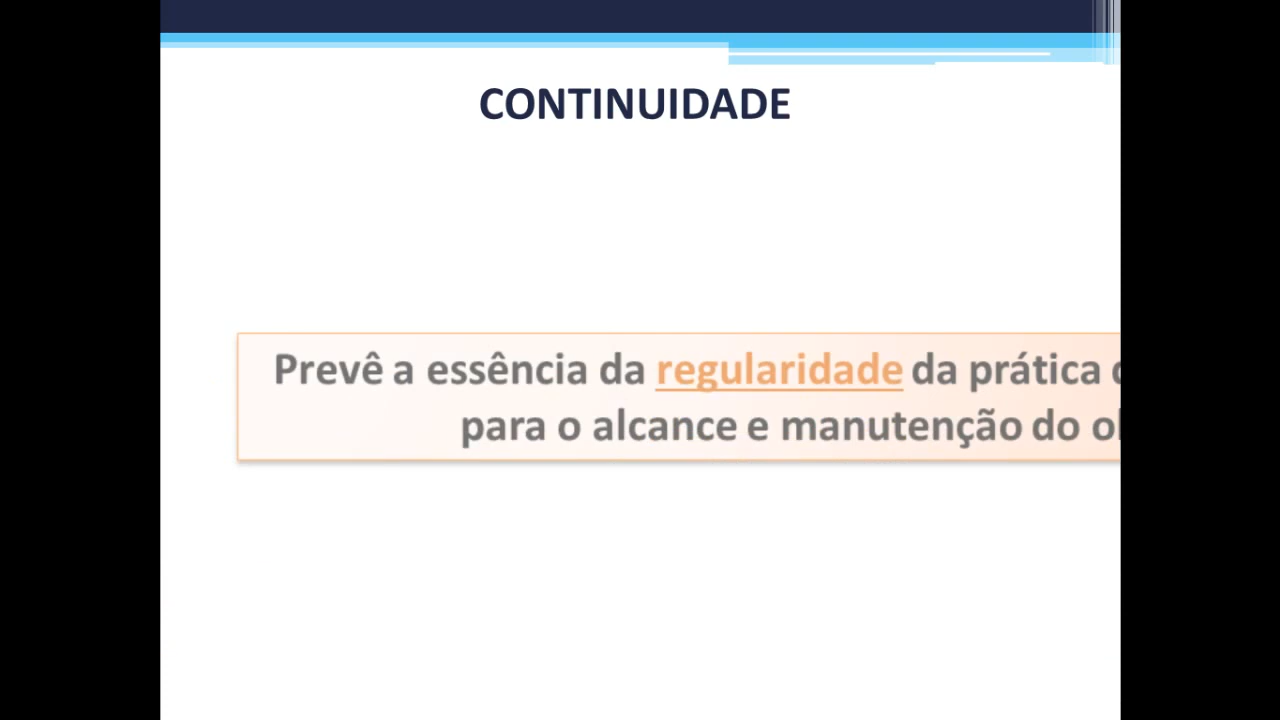 CONTINUIDADE
Prevê a essência da regularidade da prática
para o alcance e manutenção do